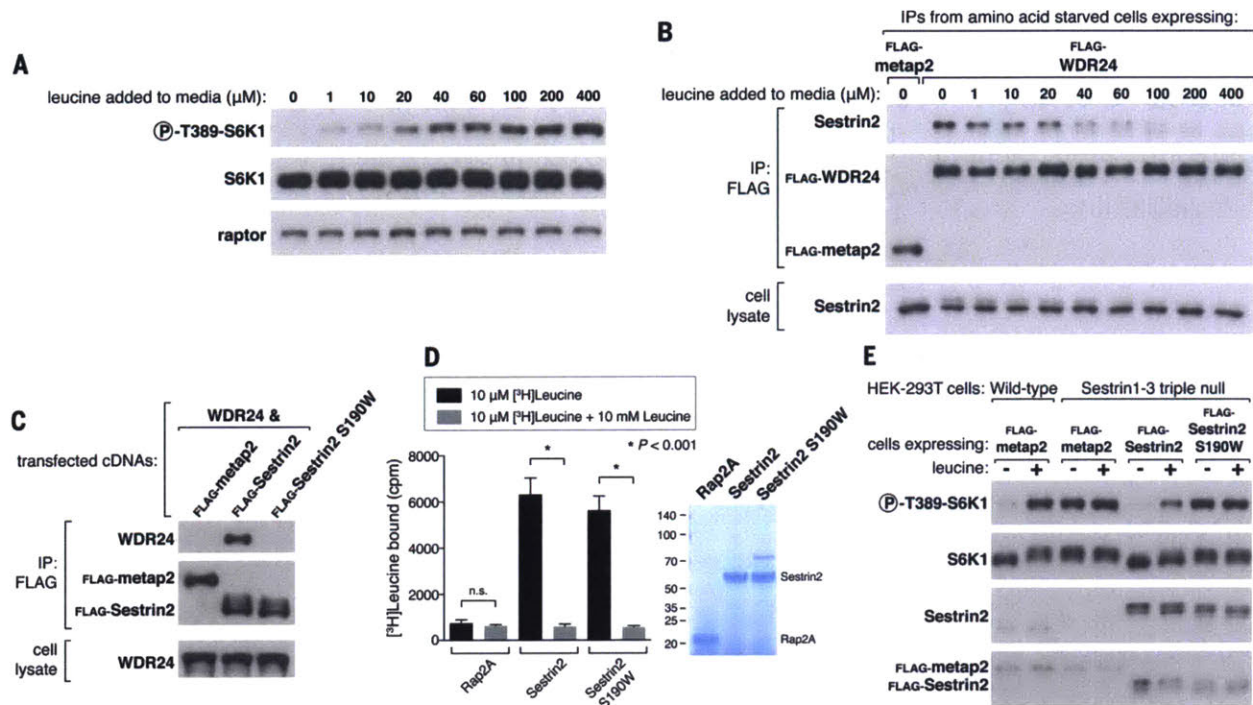 A
leucine added to media (µM): 0 1 10 20 40 60 100 200 400
Ⓟ-T389-S6K1
S6K1
raptor
B
IPs from amino acid starved cells expressing:
FLAG-
metap2
FLAG-
WDR24
leucine added to media (µM): 0 0 1 10 20 40 60 100 200 400
Sestrin2
IP:
FLAG
FLAG-WDR24
FLAG-metap2
cell
lysate
Sestrin2
C
WDR24 &
transfected cDNAs:
FLAG-metap2
FLAG-Sestrin2
FLAG-Sestrin2 S190W
IP:
FLAG
WDR24
FLAG-metap2
FLAG-Sestrin2
cell
lysate
WDR24
D
10 µM [³H]Leucine
10 µM [³H]Leucine + 10 mM Leucine
* P < 0.001
[³H]Leucine bound (cpm)
8000
6000
4000
2000
0
n.s.
*
*
Rap2A
Sestrin2
Sestrin2
S190W
Rap2A
Sestrin2
Sestrin2 S190W
140
100
70
50
35
25
20
Sestrin2
Rap2A
E
HEK-293T cells: Wild-type Sestrin1-3 triple null
cells expressing:
FLAG-
metap2
FLAG-
metap2
FLAG-
Sestrin2
FLAG-
Sestrin2
S190W
leucine: - + - + - + - +
Ⓟ-T389-S6K1
S6K1
Sestrin2
FLAG-metap2
FLAG-Sestrin2